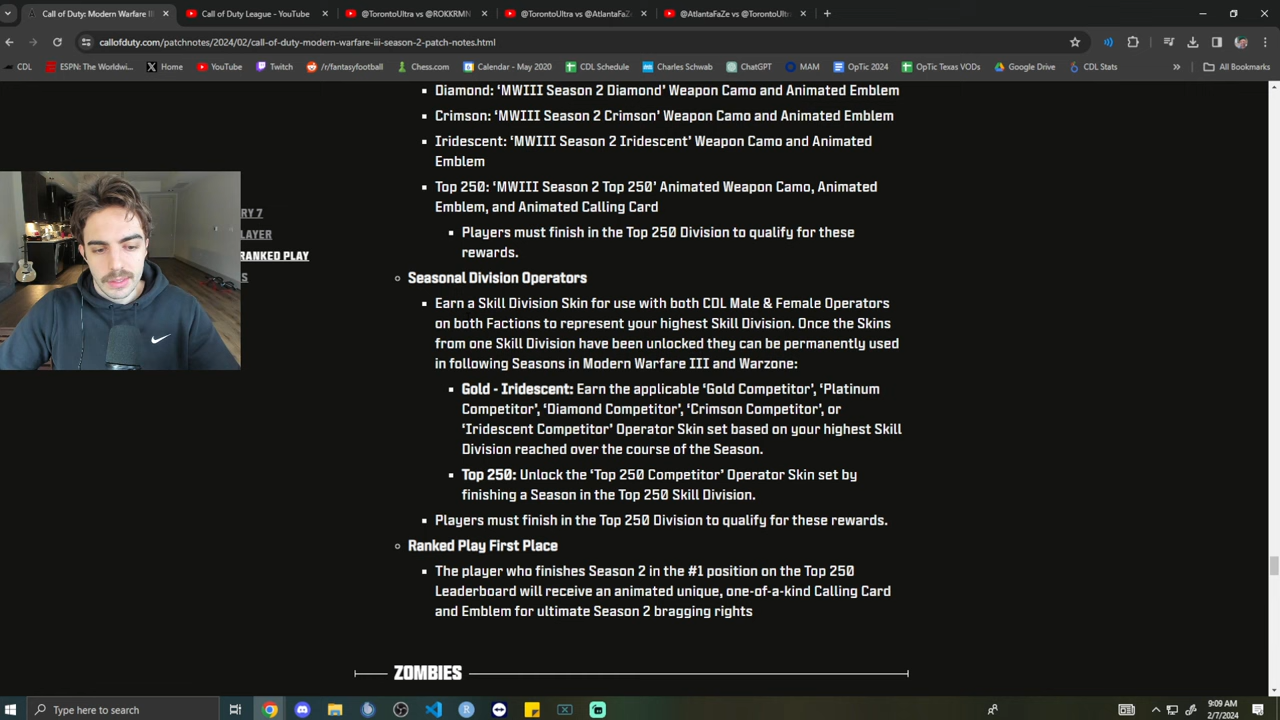 Call of Duty: Modern Warfare II
Call of Duty League - YouTube
@TorontoUltra vs @ROKKRMN
@TorontoUltra vs @AtlantaFaZe
@AtlantaFaZe vs @TorontoUltra
callofduty.com/patchnotes/2024/02/call-of-duty-modern-warfare-iii-season-2-patch-notes.html
CDL
ESPN: The Worldwi...
Home
YouTube
Twitch
/r/fantasyfootball
Chess.com
Calendar - May 2020
CDL Schedule
Charles Schwab
ChatGPT
MAM
OpTic 2024
OpTic Texas VODs
Google Drive
CDL Stats
»
All Bookmarks
Diamond: ‘MWIII Season 2 Diamond’ Weapon Camo and Animated Emblem
Crimson: ‘MWIII Season 2 Crimson’ Weapon Camo and Animated Emblem
Iridescent: ‘MWIII Season 2 Iridescent’ Weapon Camo and Animated
Emblem
Top 250: ‘MWIII Season 2 Top 250’ Animated Weapon Camo, Animated
Emblem, and Animated Calling Card
Players must finish in the Top 250 Division to qualify for these
rewards.
RY 7
LAYER
RANKED PLAY
S
Seasonal Division Operators
Earn a Skill Division Skin for use with both CDL Male & Female Operators
on both Factions to represent your highest Skill Division. Once the Skins
from one Skill Division have been unlocked they can be permanently used
in following Seasons in Modern Warfare III and Warzone:
Gold - Iridescent: Earn the applicable ‘Gold Competitor’, ‘Platinum
Competitor’, ‘Diamond Competitor’, ‘Crimson Competitor’, or
‘Iridescent Competitor’ Operator Skin set based on your highest Skill
Division reached over the course of the Season.
Top 250: Unlock the ‘Top 250 Competitor’ Operator Skin set by
finishing a Season in the Top 250 Skill Division.
Players must finish in the Top 250 Division to qualify for these rewards.
Ranked Play First Place
The player who finishes Season 2 in the #1 position on the Top 250
Leaderboard will receive an animated unique, one-of-a-kind Calling Card
and Emblem for ultimate Season 2 bragging rights
ZOMBIES
Type here to search
9:09 AM
2/7/2024